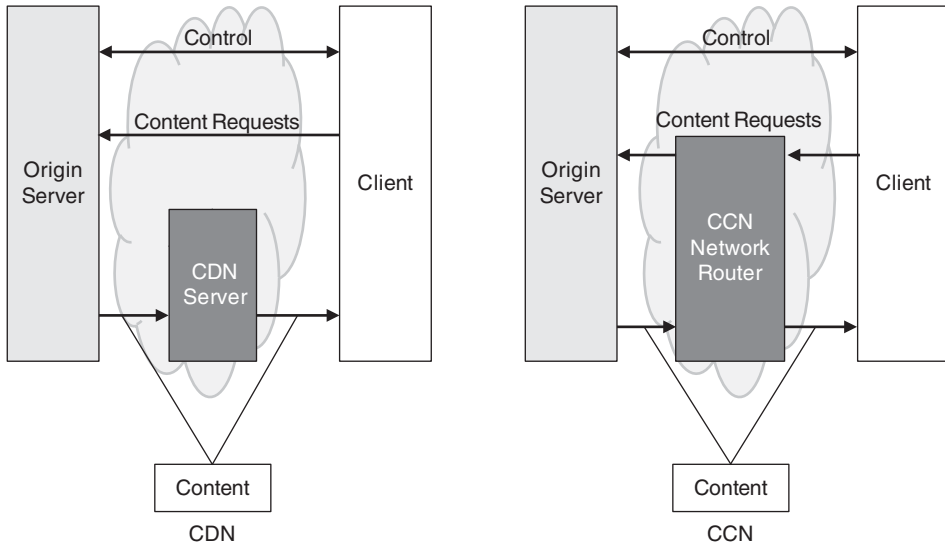 Control
Content Requests
Origin
Server
Client
CDN
Server
Content
CDN
Control
Content Requests
Origin
Server
Client
CCN
Network
Router
Content
CCN